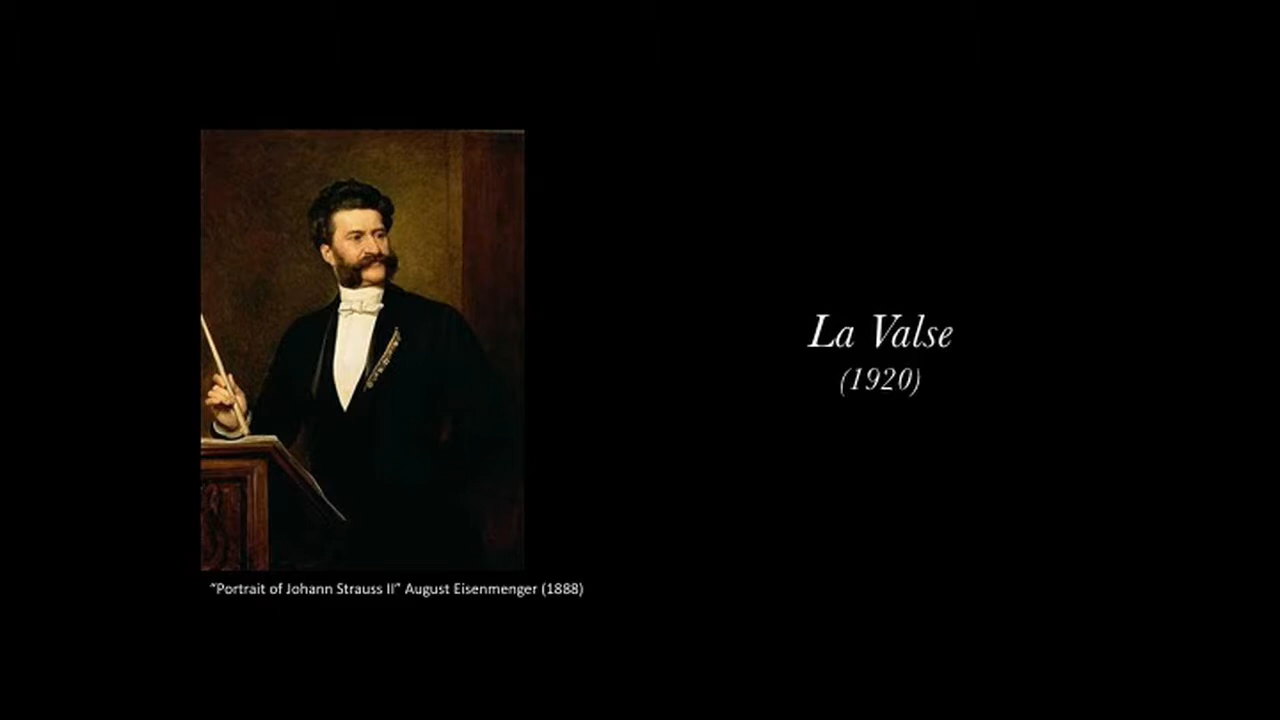 La Valse
(1920)
“Portrait of Johann Strauss II” August Eisenmenger (1888)